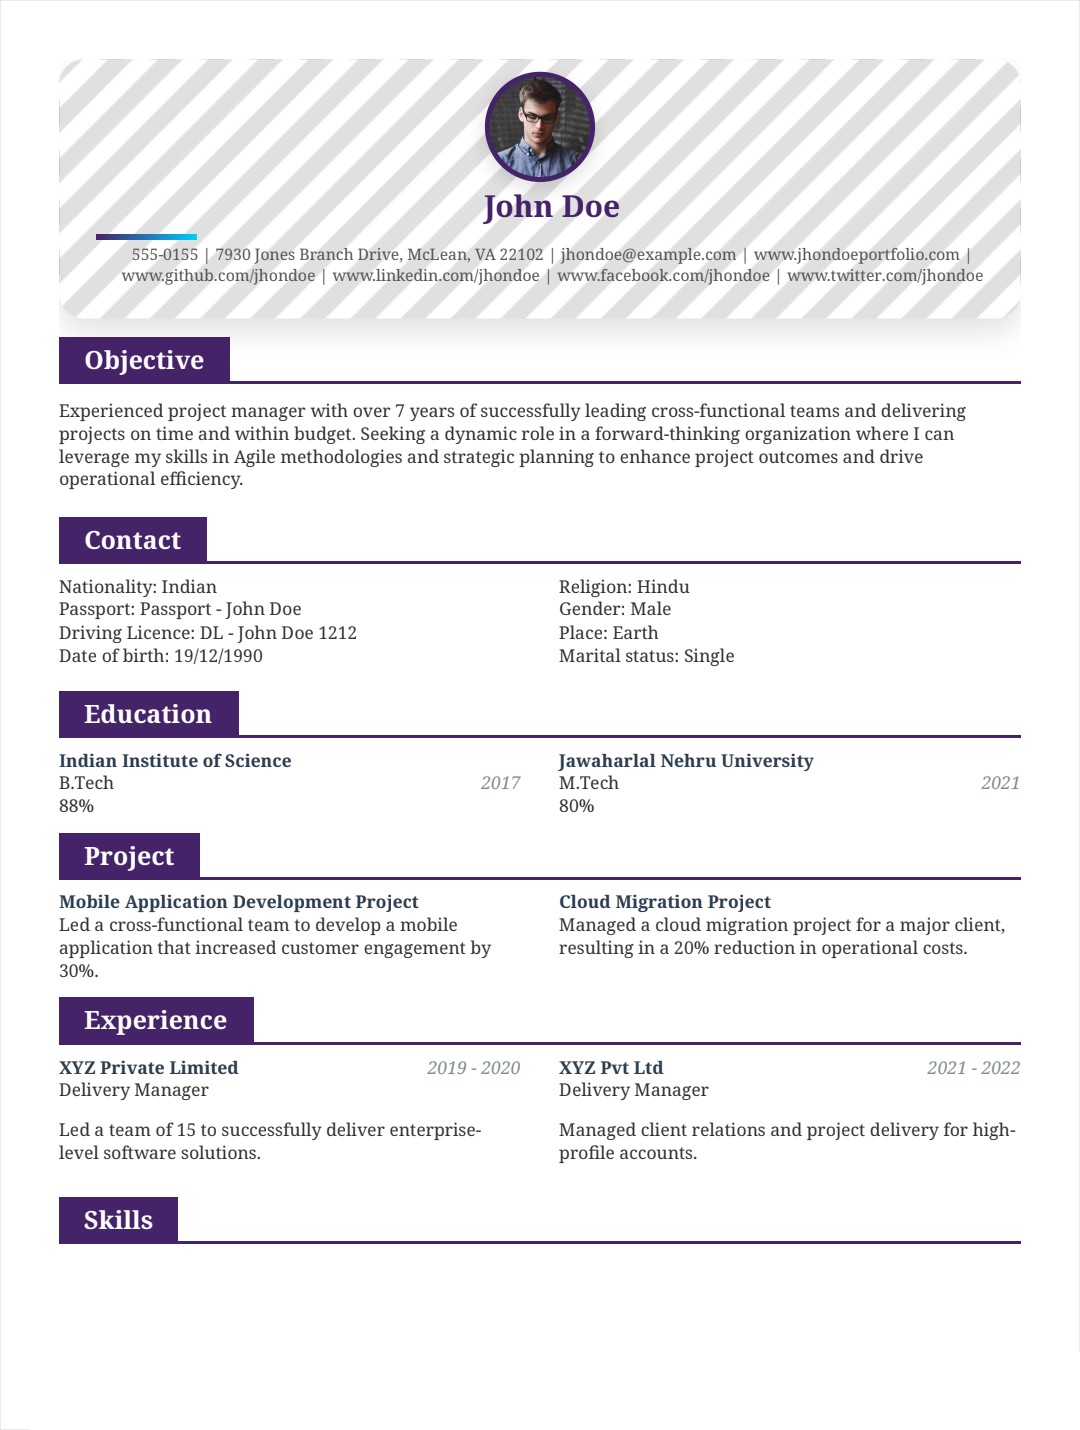 John Doe
555-0155 | 7930 Jones Branch Drive, McLean, VA 22102 | jhondoe@example.com | www.jhondoeportfolio.com |
www.github.com/jhondoe | www.linkedin.com/jhondoe | www.facebook.com/jhondoe | www.twitter.com/jhondoe
Objective
Experienced project manager with over 7 years of successfully leading cross-functional teams and delivering
projects on time and within budget. Seeking a dynamic role in a forward-thinking organization where I can
leverage my skills in Agile methodologies and strategic planning to enhance project outcomes and drive
operational efficiency.
Contact
Nationality: Indian
Passport: Passport - John Doe
Driving Licence: DL - John Doe 1212
Date of birth: 19/12/1990
Religion: Hindu
Gender: Male
Place: Earth
Marital status: Single
Education
Indian Institute of Science
B.Tech 2017
88%
Jawaharlal Nehru University
M.Tech 2021
80%
Project
Mobile Application Development Project
Led a cross-functional team to develop a mobile
application that increased customer engagement by
30%.
Cloud Migration Project
Managed a cloud migration project for a major client,
resulting in a 20% reduction in operational costs.
Experience
XYZ Private Limited 2019 - 2020
Delivery Manager
Led a team of 15 to successfully deliver enterprise-
level software solutions.
XYZ Pvt Ltd 2021 - 2022
Delivery Manager
Managed client relations and project delivery for high-
profile accounts.
Skills